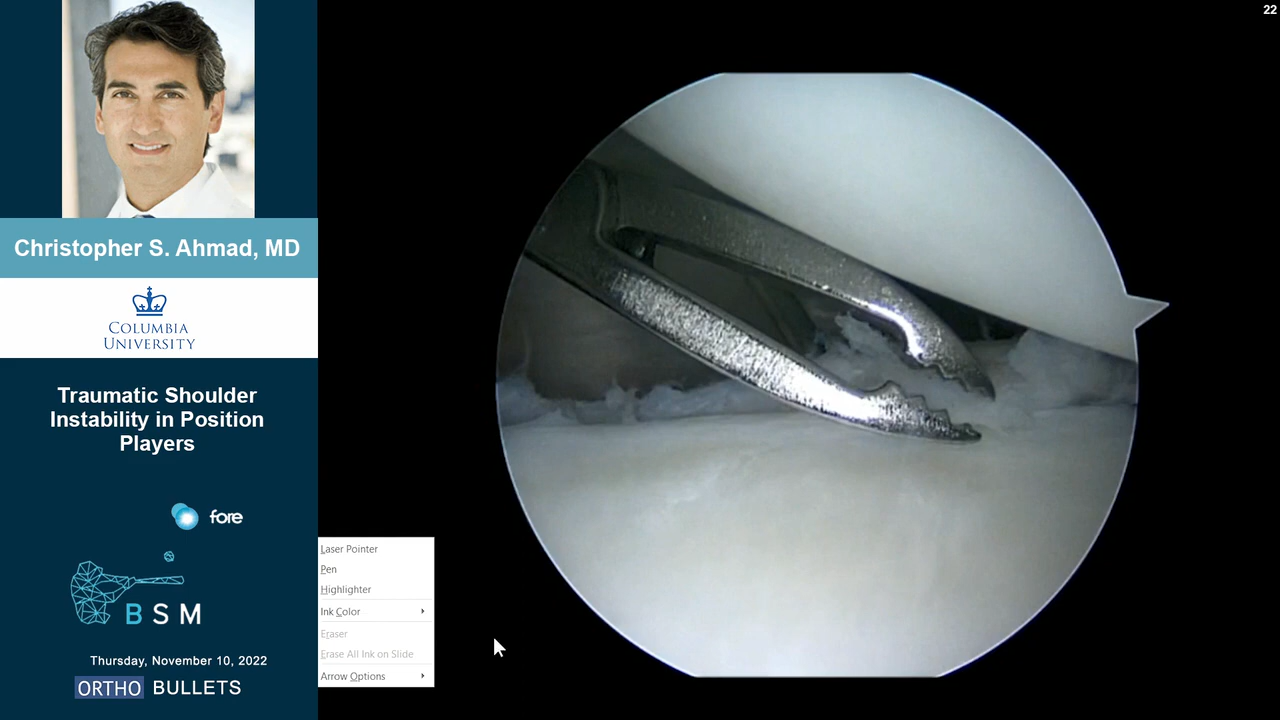 22
Christopher S. Ahmad, MD
COLUMBIA
UNIVERSITY
Traumatic Shoulder
Instability in Position
Players
fore
BSM
Thursday, November 10, 2022
ORTHO BULLETS
Laser Pointer
Pen
Highlighter
Ink Color
Eraser
Erase All Ink on Slide
Arrow Options